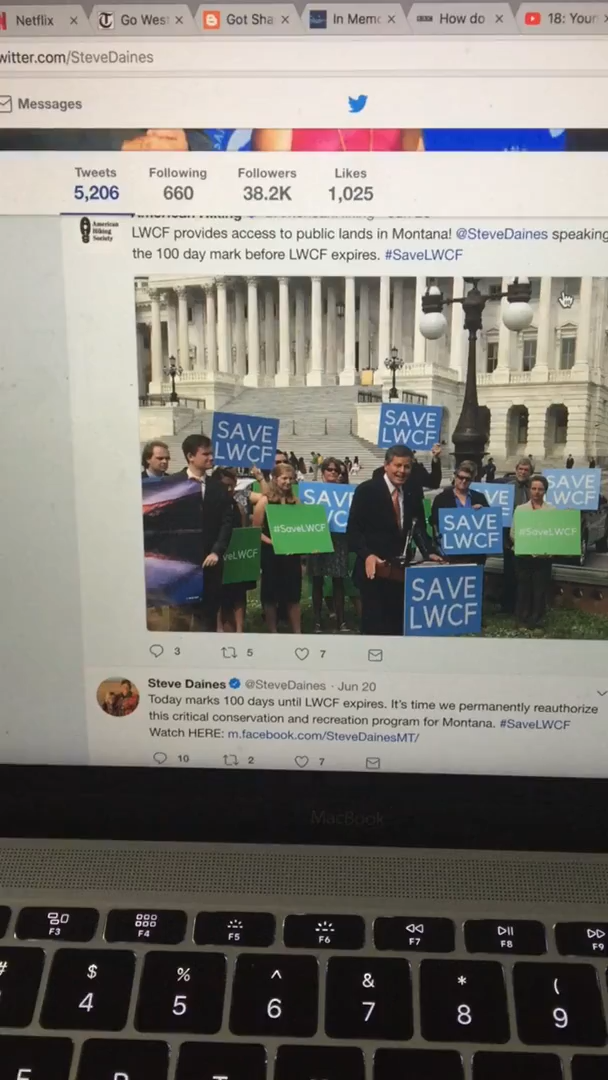 Netflix
Go Wes
Got Sha
In Mem
How do
18: Your
witter.com/SteveDaines
Messages
Tweets Following Followers Likes
5,206 660 38.2K 1,025
American
Hiking
Society
LWCF provides access to public lands in Montana! @SteveDaines speaking
the 100 day mark before LWCF expires. #SaveLWCF
SAVE
LWCF
SAVE
LWCF
SAVE
LWCF
#SaveLWCF
SAVE
LWCF
#SaveLWCF
SAVE
LWCF
3 5 7
Steve Daines @SteveDaines · Jun 20
Today marks 100 days until LWCF expires. It's time we permanently reauthorize
this critical conservation and recreation program for Montana. #SaveLWCF
Watch HERE: m.facebook.com/SteveDainesMT/
10 2 7
MacBook
F3 F4 F5 F6 F7 F8 F9
# $ % ^ & * (
4 5 6 7 8 9